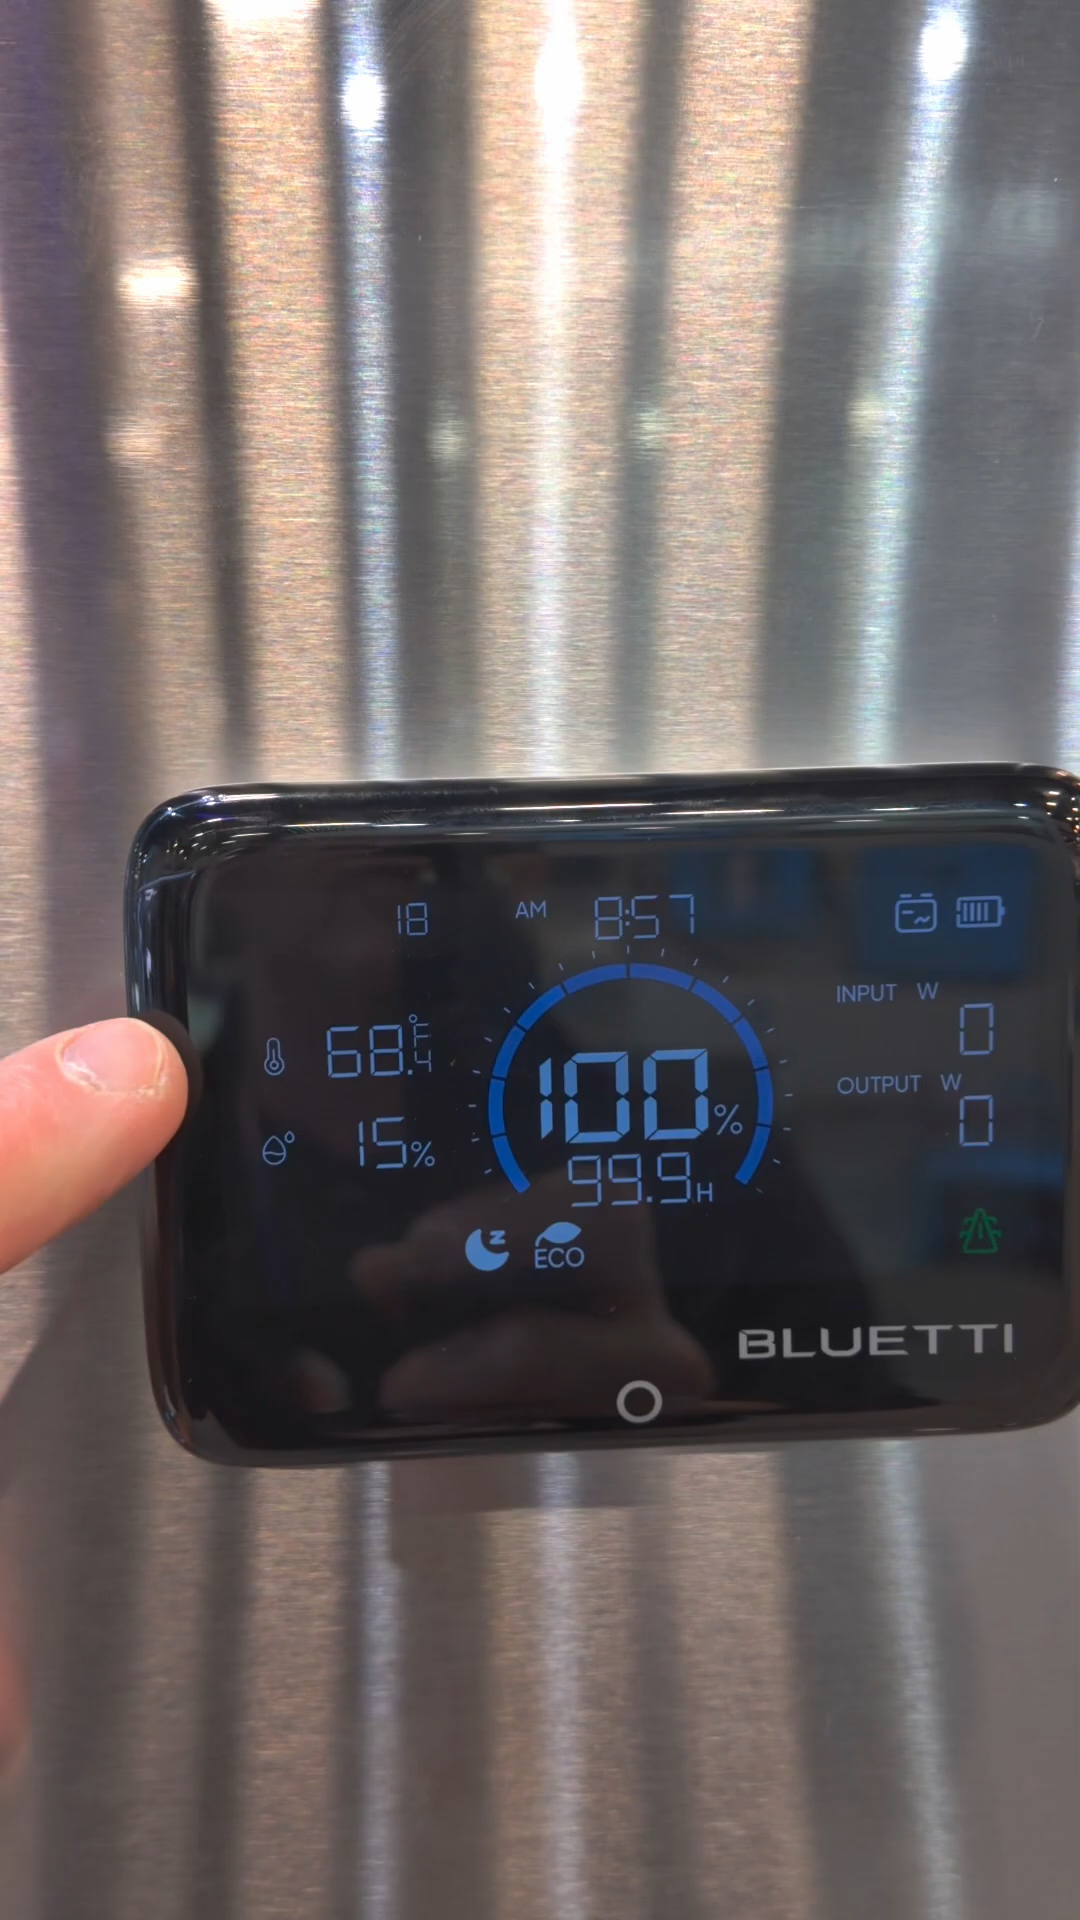 18 AM 8:57
INPUT W
0
68.4°F
100%
OUTPUT W
0
15%
99.9H
ECO
BLUETTI